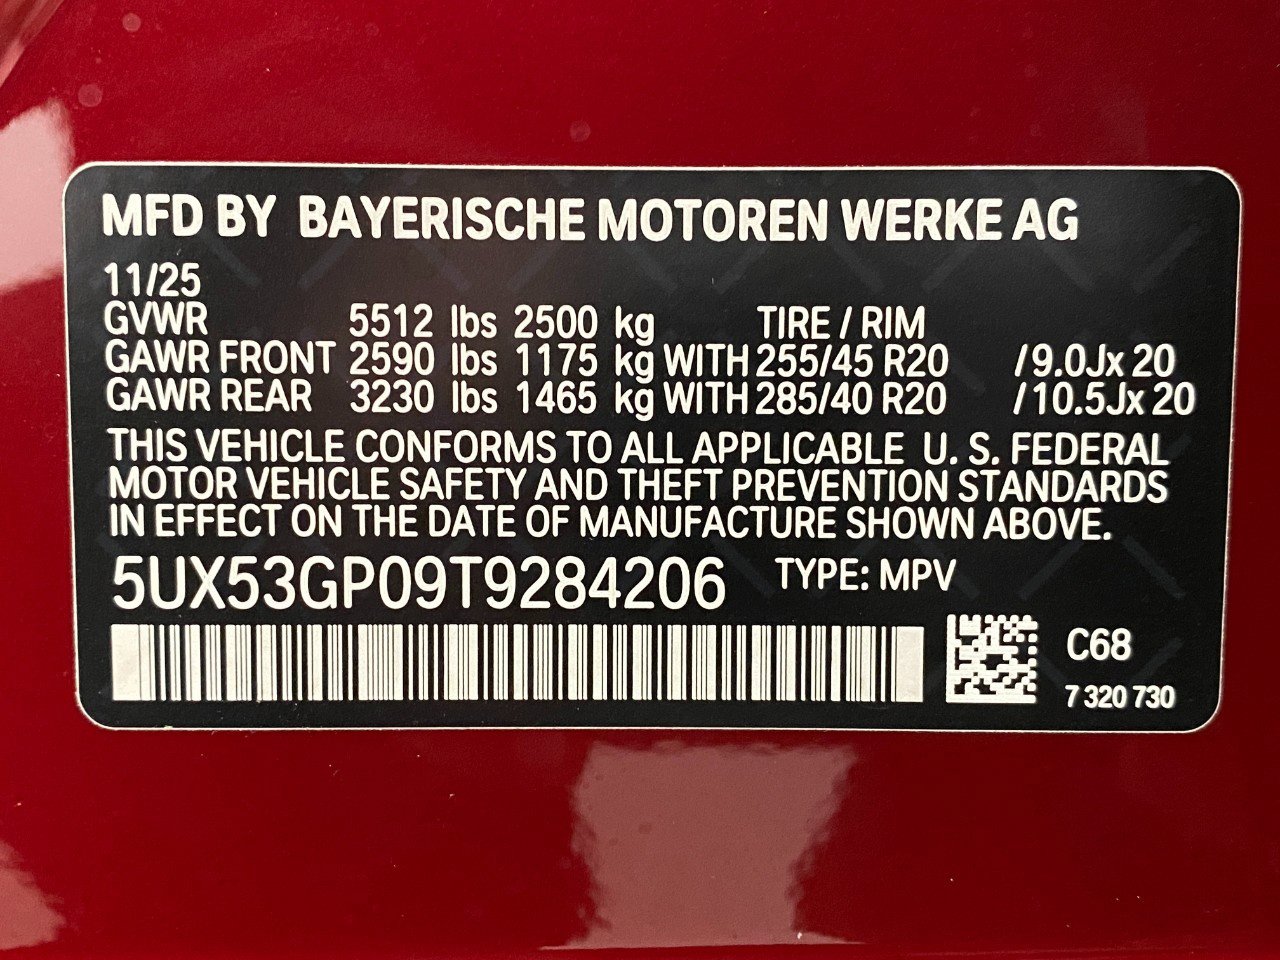 MFD BY BAYERISCHE MOTOREN WERKE AG
11/25
GVWR 5512 lbs 2500 kg TIRE / RIM
GAWR FRONT 2590 lbs 1175 kg WITH 255/45 R20 /9.0Jx 20
GAWR REAR 3230 lbs 1465 kg WITH 285/40 R20 /10.5Jx 20
THIS VEHICLE CONFORMS TO ALL APPLICABLE U. S. FEDERAL
MOTOR VEHICLE SAFETY AND THEFT PREVENTION STANDARDS
IN EFFECT ON THE DATE OF MANUFACTURE SHOWN ABOVE.
5UX53GP09T9284206 TYPE: MPV
C68
7 320 730